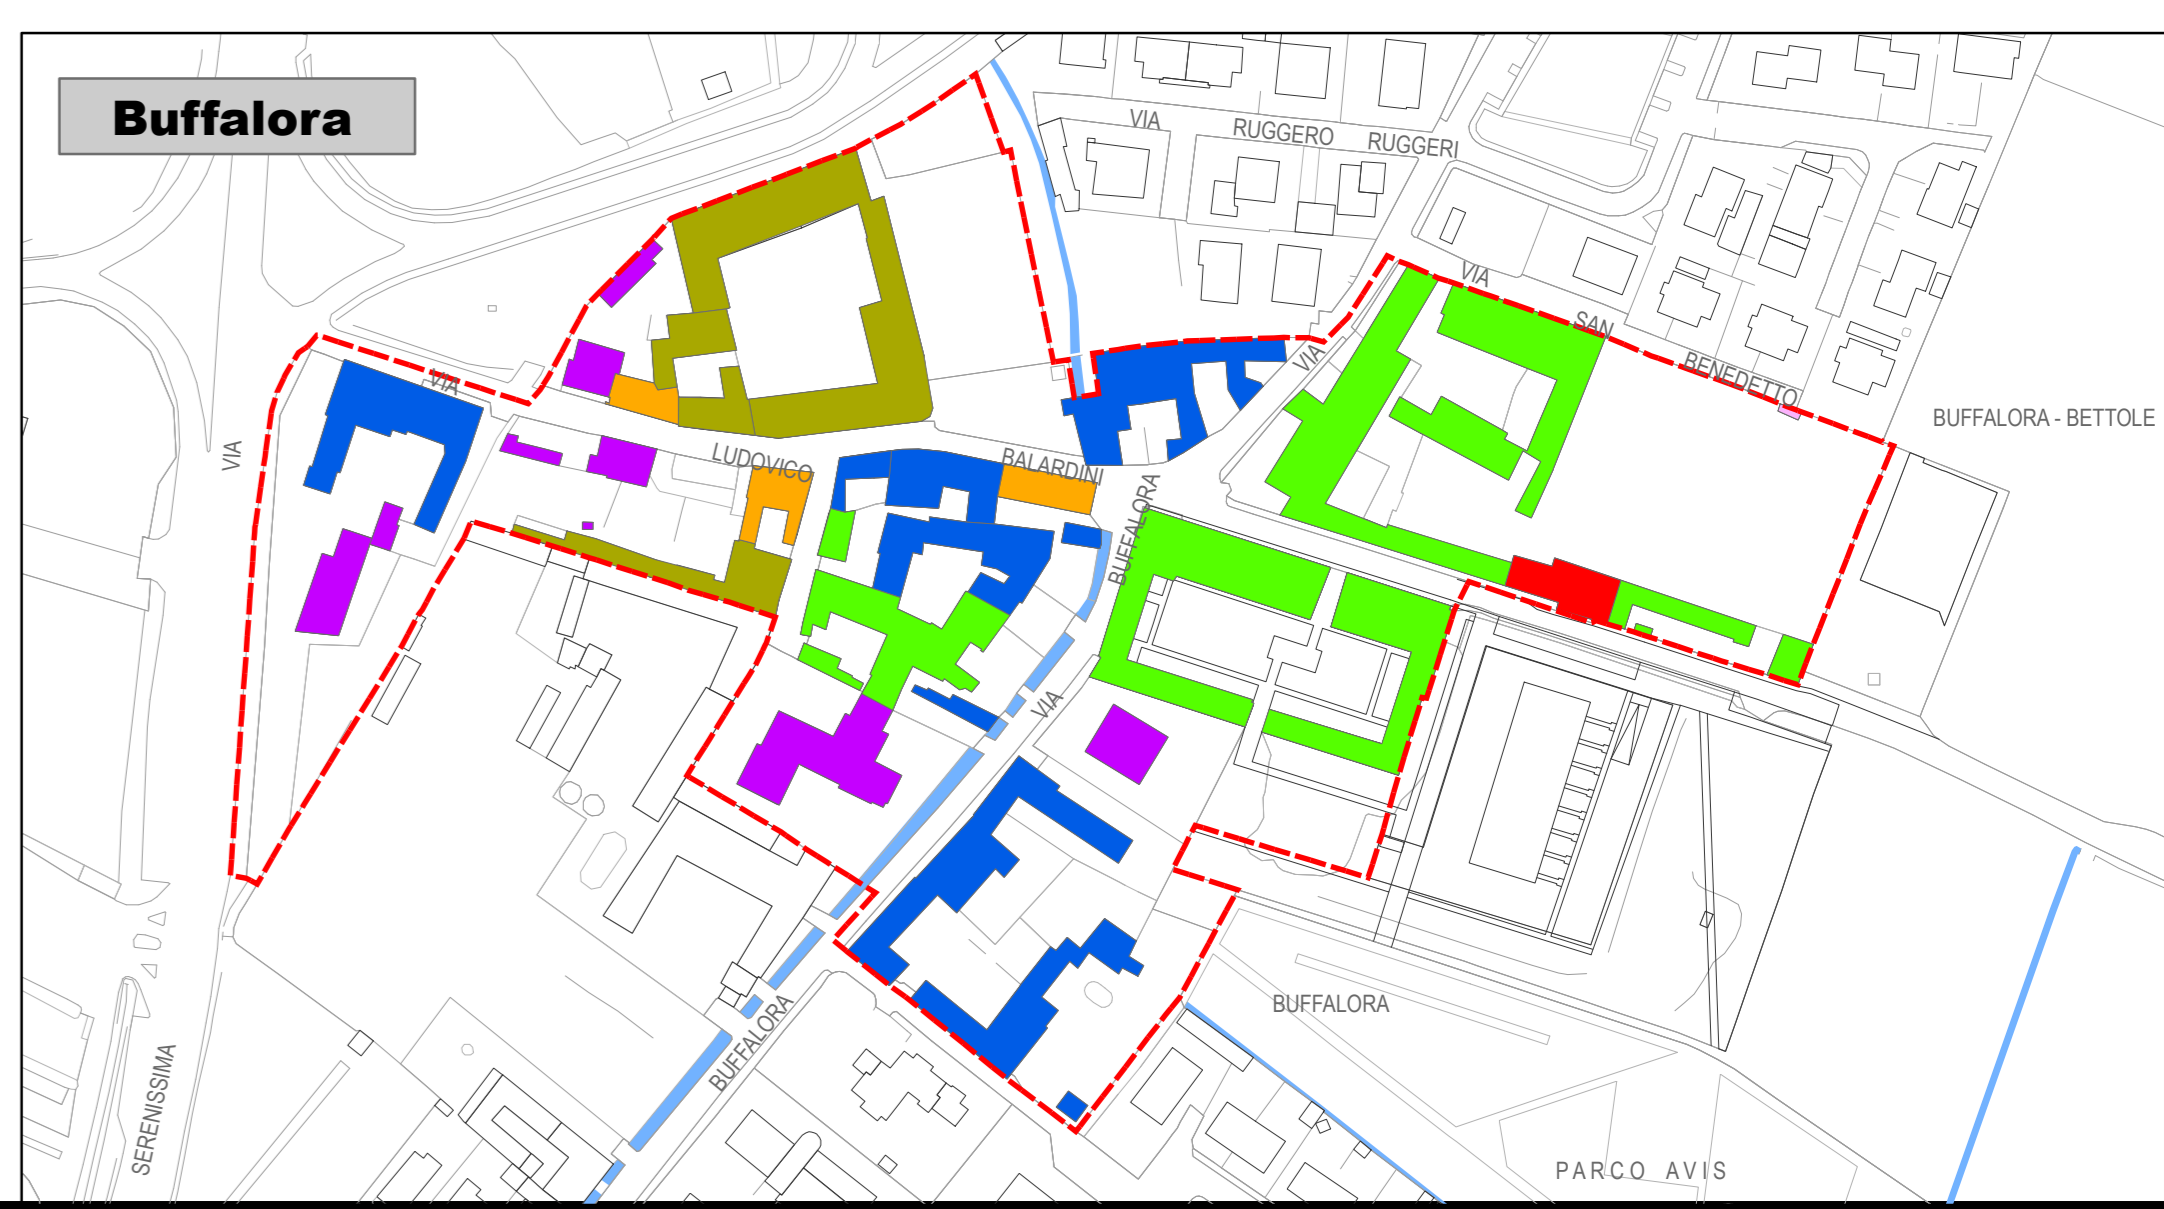 Buffalora
VIA
RUGGERO
RUGGERI
VIA
SAN
BENEDETTO
BUFFALORA - BETTOLE
VIA
VIA
VIA
LUDOVICO
BALARDINI
BUFFALORA
VIA
BUFFALORA
BUFFALORA
SERENISSIMA
PARCO AVIS